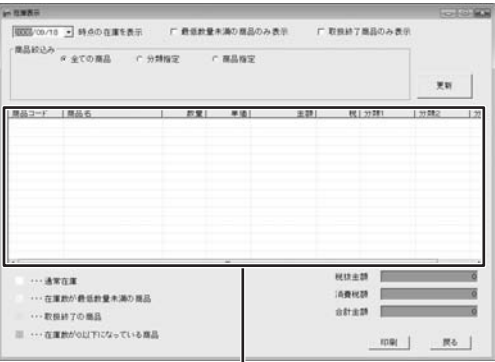 在庫表示
/09/18 時点の在庫を表示 最低数量未満の商品のみ表示 取扱終了商品のみ表示
商品絞込み
全ての商品 分類指定 商品指定
更新
商品コード 商品名 数量 単価 金額 税 分類1 分類2 分
・・・通常在庫
・・・在庫数が最低数量未満の商品
・・・取扱終了の商品
・・・在庫数が0以下になっている商品
税抜金額 0
消費税額 0
合計金額 0
印刷 戻る